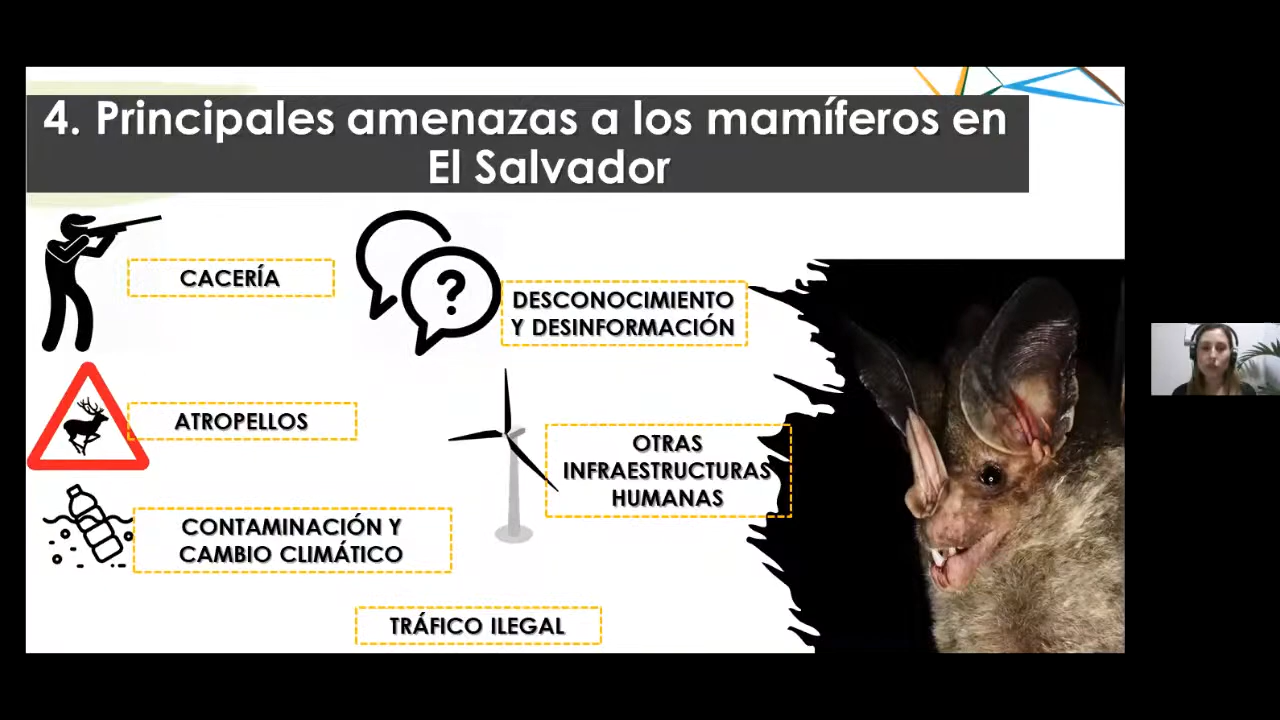 4. Principales amenazas a los mamíferos en
El Salvador
CACERÍA
?
DESCONOCIMIENTO
Y DESINFORMACIÓN
ATROPELLOS
OTRAS
INFRAESTRUCTURAS
HUMANAS
CONTAMINACIÓN Y
CAMBIO CLIMÁTICO
TRÁFICO ILEGAL